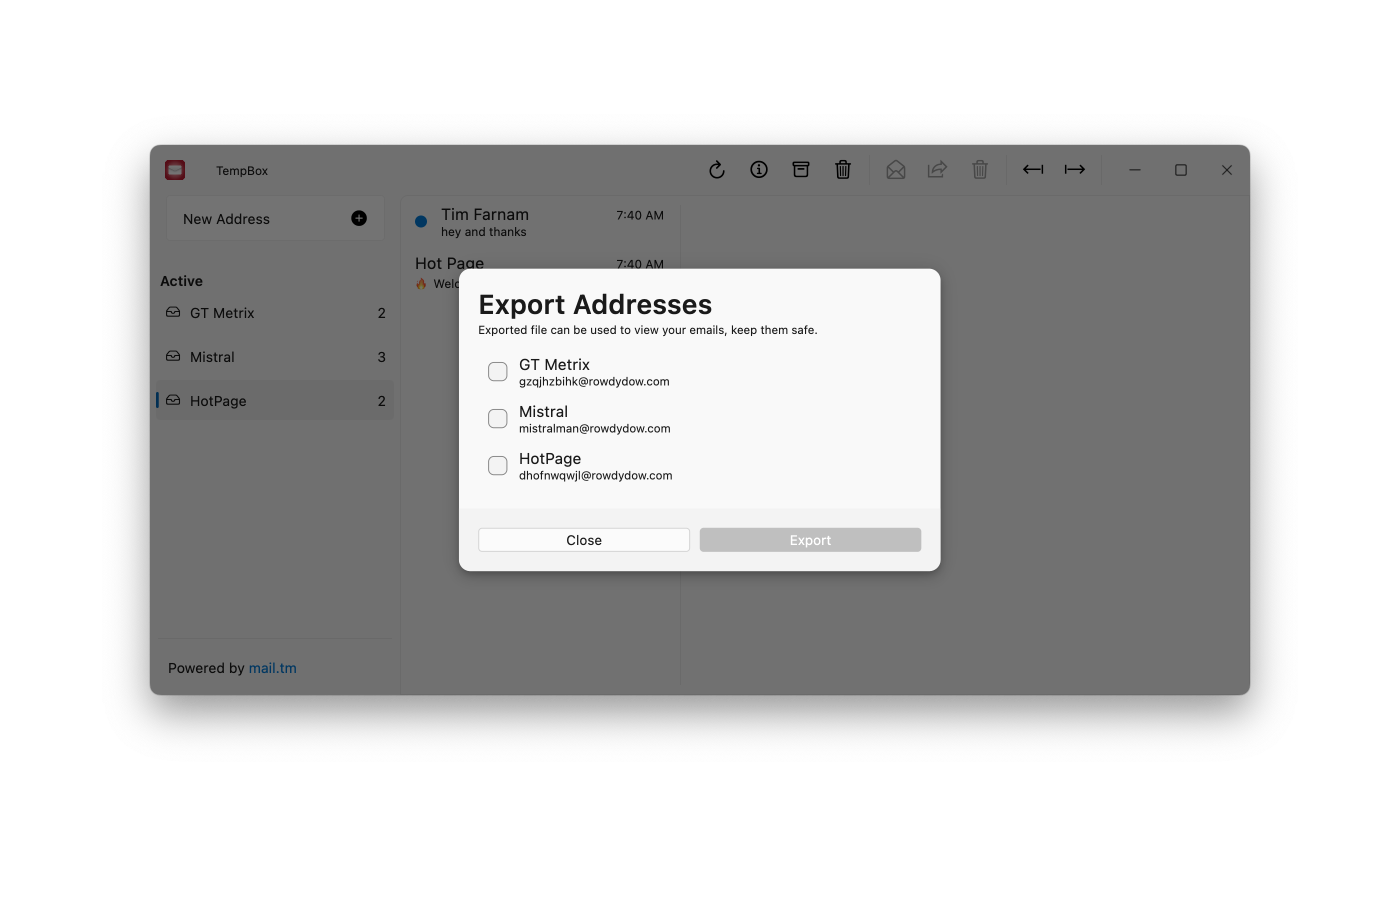 TempBox
New Address
Active
GT Metrix 2
Mistral 3
HotPage 2
Powered by mail.tm
Tim Farnam 7:40 AM
hey and thanks
Hot Page 7:40 AM
Export Addresses
Exported file can be used to view your emails, keep them safe.
GT Metrix
gzqjhzbihk@rowdydow.com
Mistral
mistralman@rowdydow.com
HotPage
dhofnwqwjl@rowdydow.com
Close Export